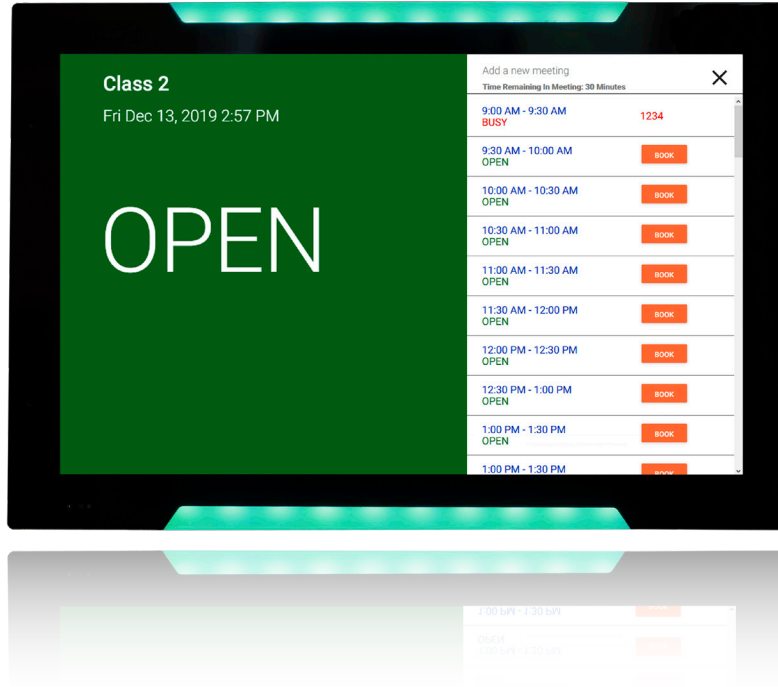 Class 2
Fri Dec 13, 2019 2:57 PM
OPEN
Add a new meeting
Time Remaining In Meeting: 30 Minutes
9:00 AM - 9:30 AM
BUSY
1234
9:30 AM - 10:00 AM
OPEN
BOOK
10:00 AM - 10:30 AM
OPEN
BOOK
10:30 AM - 11:00 AM
OPEN
BOOK
11:00 AM - 11:30 AM
OPEN
BOOK
11:30 AM - 12:00 PM
OPEN
BOOK
12:00 PM - 12:30 PM
OPEN
BOOK
12:30 PM - 1:00 PM
OPEN
BOOK
1:00 PM - 1:30 PM
OPEN
BOOK
1:00 PM - 1:30 PM
BOOK